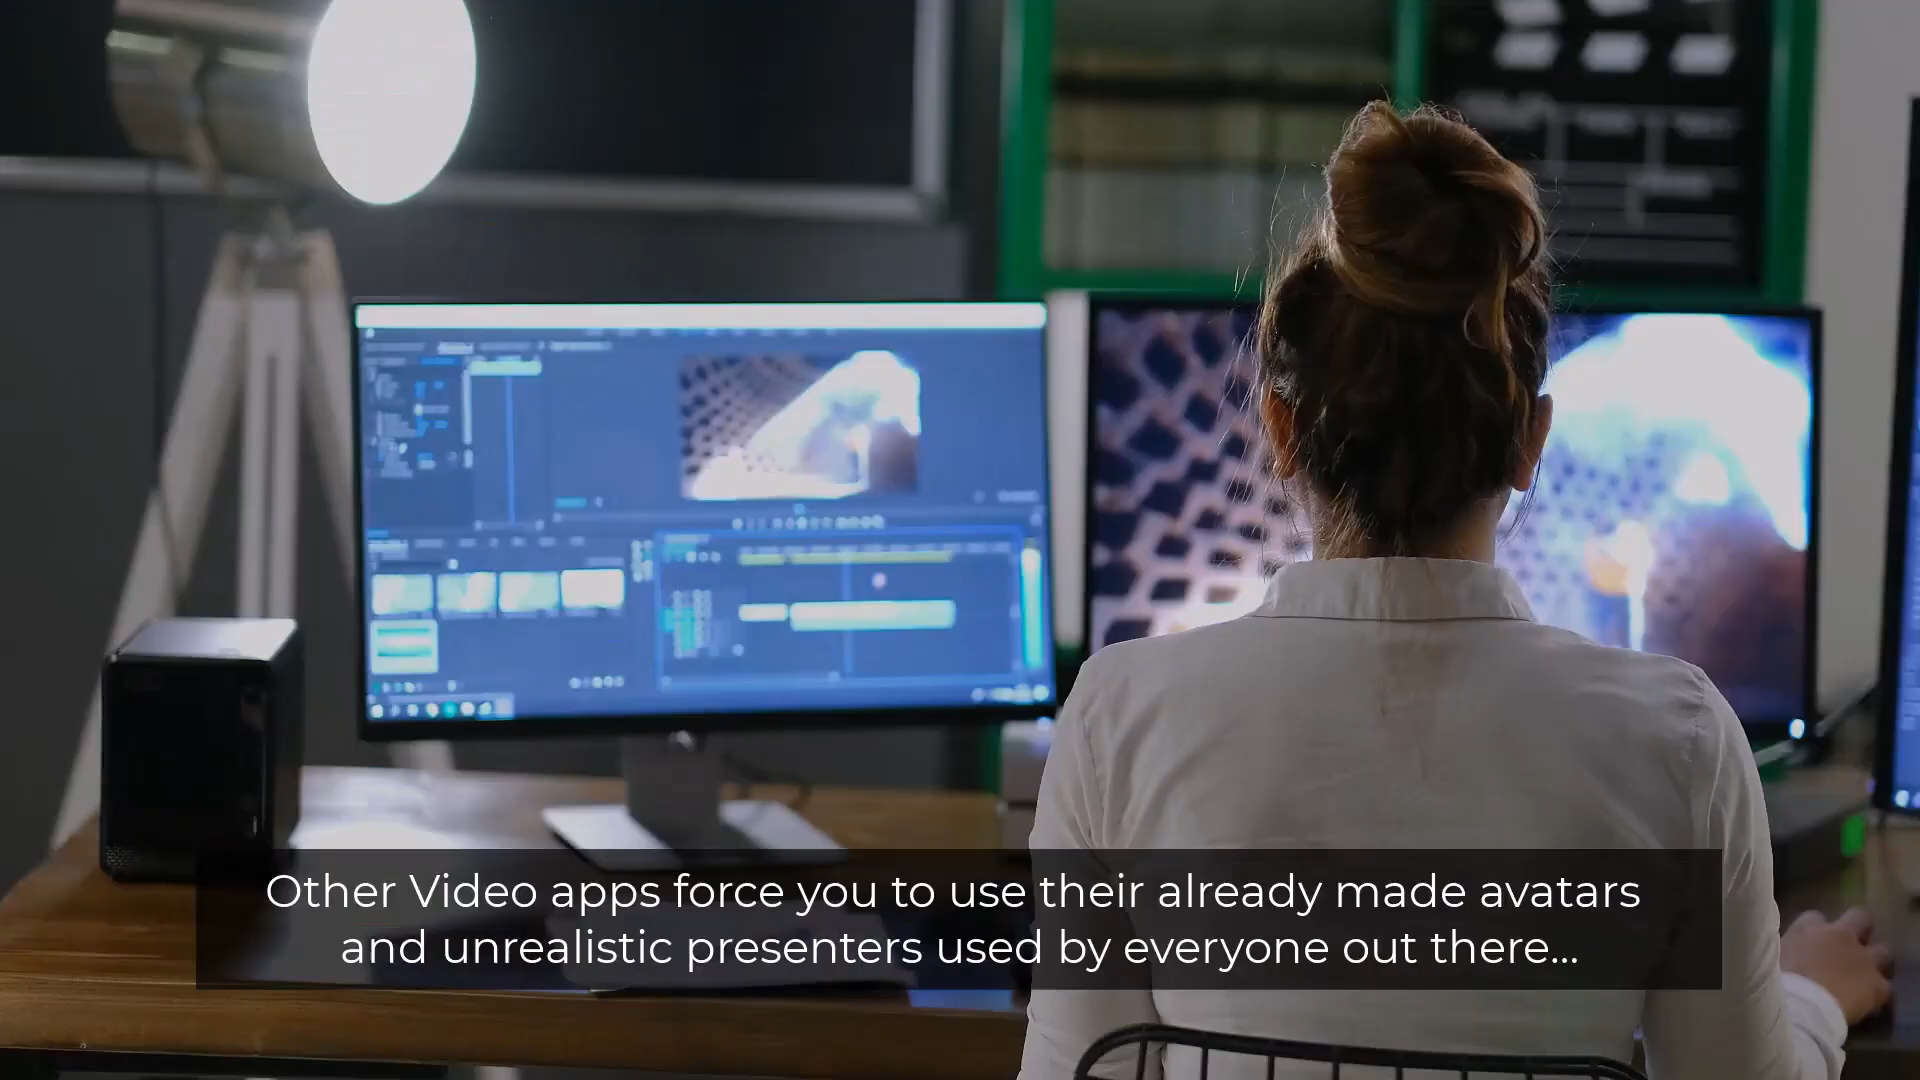 Other Video apps force you to use their already made avatars
and unrealistic presenters used by everyone out there...